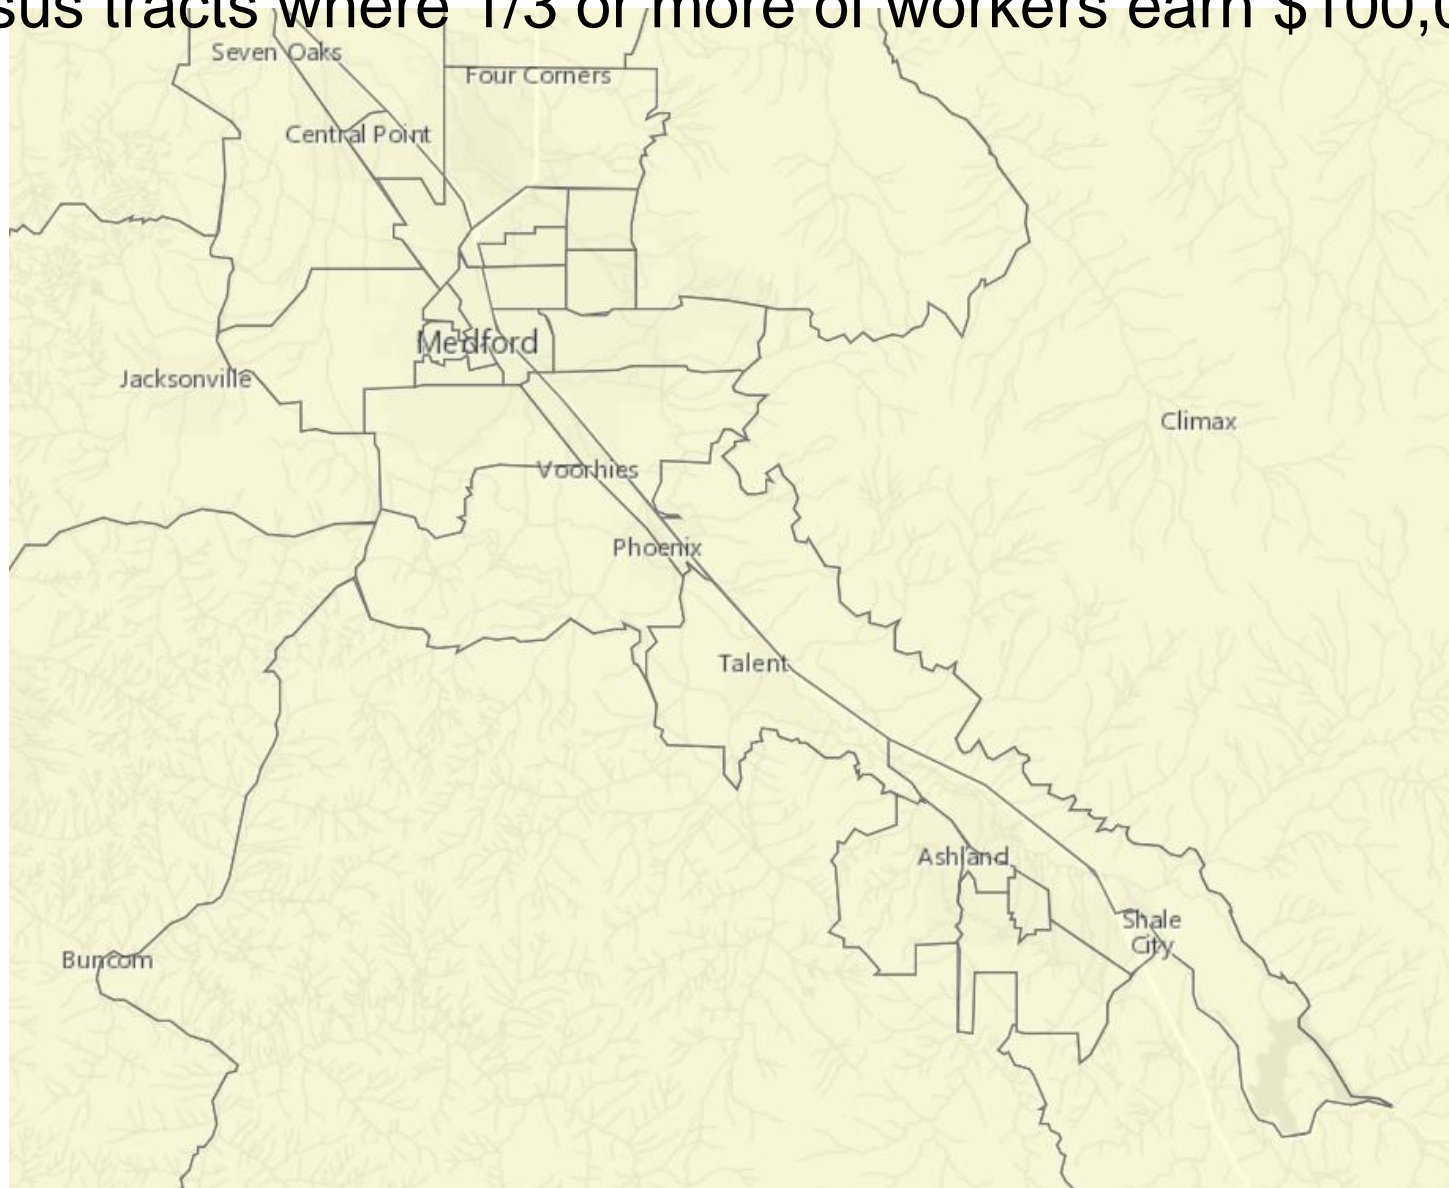 sus tracts where 1/3 or more of workers earn $100,0
Seven Oaks
Four Corners
Central Point
Medford
Jacksonville
Climax
Voorhies
Phoenix
Talent
Ashland
Shale
City
Buncom